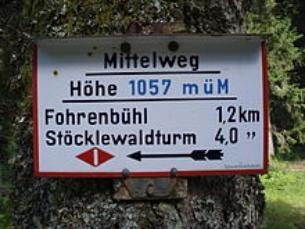 Mittelweg
Höhe 1057 müM
Fohrenbühl 1,2km
Stöcklewaldturm 4,0 "